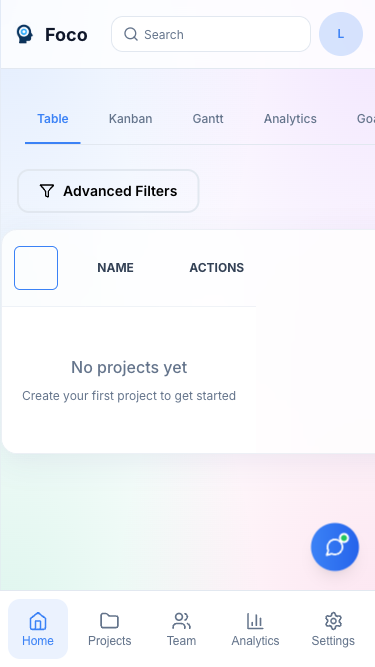 Foco
Search
L
Table Kanban Gantt Analytics Goa
Advanced Filters
NAME ACTIONS
No projects yet
Create your first project to get started
Home Projects Team Analytics Settings